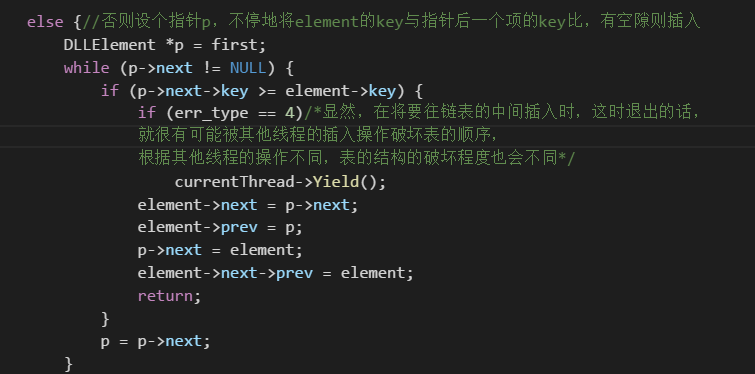 else {//否则设个指针p，不停地将element的key与指针后一个项的key比，有空隙则插入
DLLElement *p = first;
while (p->next != NULL) {
if (p->next->key >= element->key) {
if (err_type == 4)/*显然，在将要往链表的中间插入时，这时退出的话，
就很有可能被其他线程的插入操作破坏表的顺序，
根据其他线程的操作不同，表的结构的破坏程度也会不同*/
currentThread->Yield();
element->next = p->next;
element->prev = p;
p->next = element;
element->next->prev = element;
return;
}
p = p->next;
}